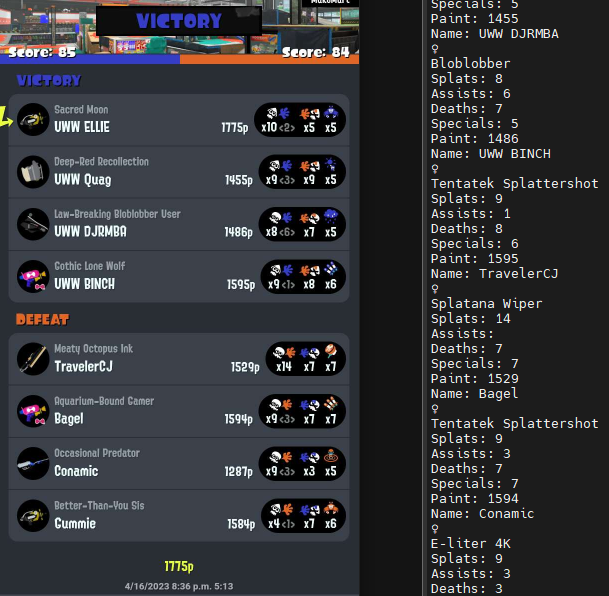 MakoMart
VICTORY
Score: 85
Score: 84
VICTORY
Sacred Moon
UWW ELLIE
1775p
x10 <2> x5 x5
Deep-Red Recollection
UWW Quag
1455p
x9 <3> x9 x5
Law-Breaking Bloblobber User
UWW DJRMBA
1486p
x8 <6> x7 x5
Gothic Lone Wolf
UWW BINCH
1595p
x9 <1> x8 x6
DEFEAT
Meaty Octopus Ink
TravelerCJ
1529p
x14 x7 x7
Aquarium-Bound Gamer
Bagel
1594p
x9 <3> x7 x7
Occasional Predator
Conamic
1287p
x9 <3> x3 x5
Better-Than-You Sis
Gummie
1584p
x4 <1> x7 x6
1775p
4/16/2023 8:36 p.m. 5:13
Specials: 5
Paint: 1455
Name: UWW DJRMBA
♀
Bloblobber
Splats: 8
Assists: 6
Deaths: 7
Specials: 5
Paint: 1486
Name: UWW BINCH
♀
Tentatek Splattershot
Splats: 9
Assists: 1
Deaths: 8
Specials: 6
Paint: 1595
Name: TravelerCJ
♀
Splatana Wiper
Splats: 14
Assists:
Deaths: 7
Specials: 7
Paint: 1529
Name: Bagel
♀
Tentatek Splattershot
Splats: 9
Assists: 3
Deaths: 7
Specials: 7
Paint: 1594
Name: Conamic
♀
E-liter 4K
Splats: 9
Assists: 3
Deaths: 3